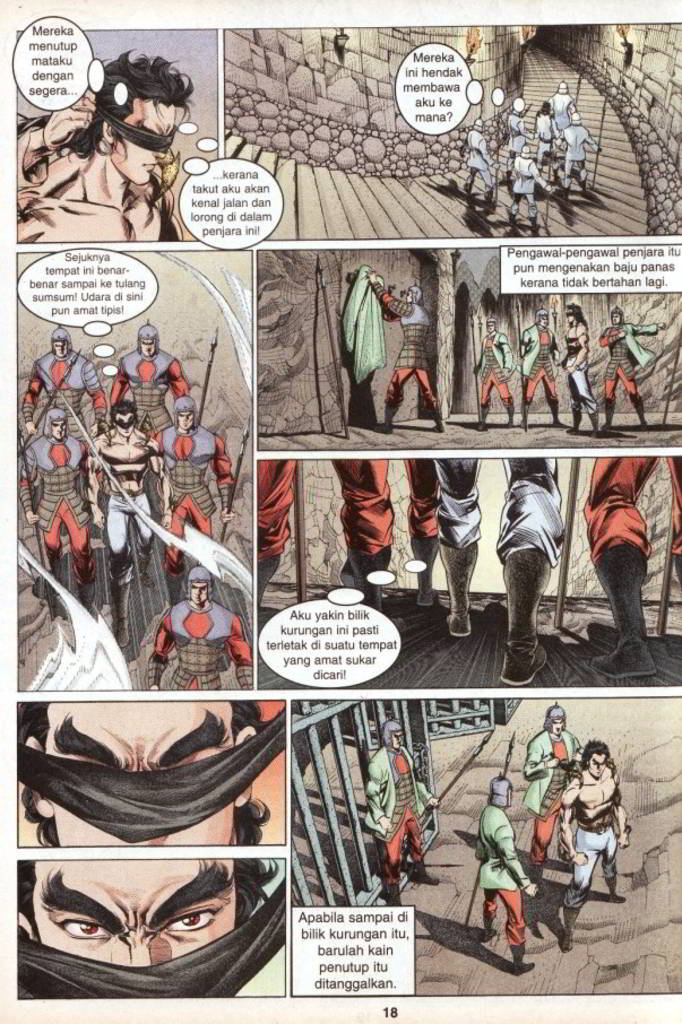 Mereka
menutup
mataku
dengan
segera...
...kerana
takut aku akan
kenal jalan dan
lorong di dalam
penjara ini!
Mereka
ini hendak
membawa
aku ke
mana?
Sejuknya
tempat ini benar-
benar sampai ke tulang
sumsum! Udara di sini
pun amat tipis!
Pengawal-pengawal penjara itu
pun mengenakan baju panas
kerana tidak bertahan lagi.
Aku yakin bilik
kurungan ini pasti
terletak di suatu tempat
yang amat sukar
dicari!
Apabila sampai di
bilik kurungan itu,
barulah kain
penutup itu
ditanggalkan.
18